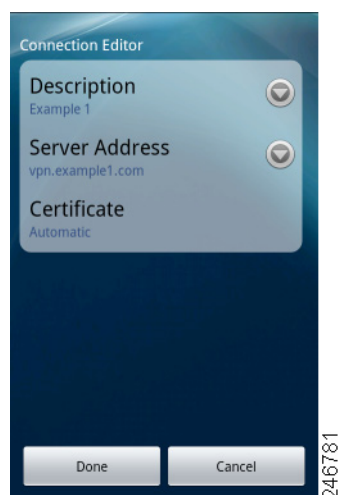 Connection Editor
Description
Example 1
Server Address
vpn.example1.com
Certificate
Automatic
Done
Cancel
246781